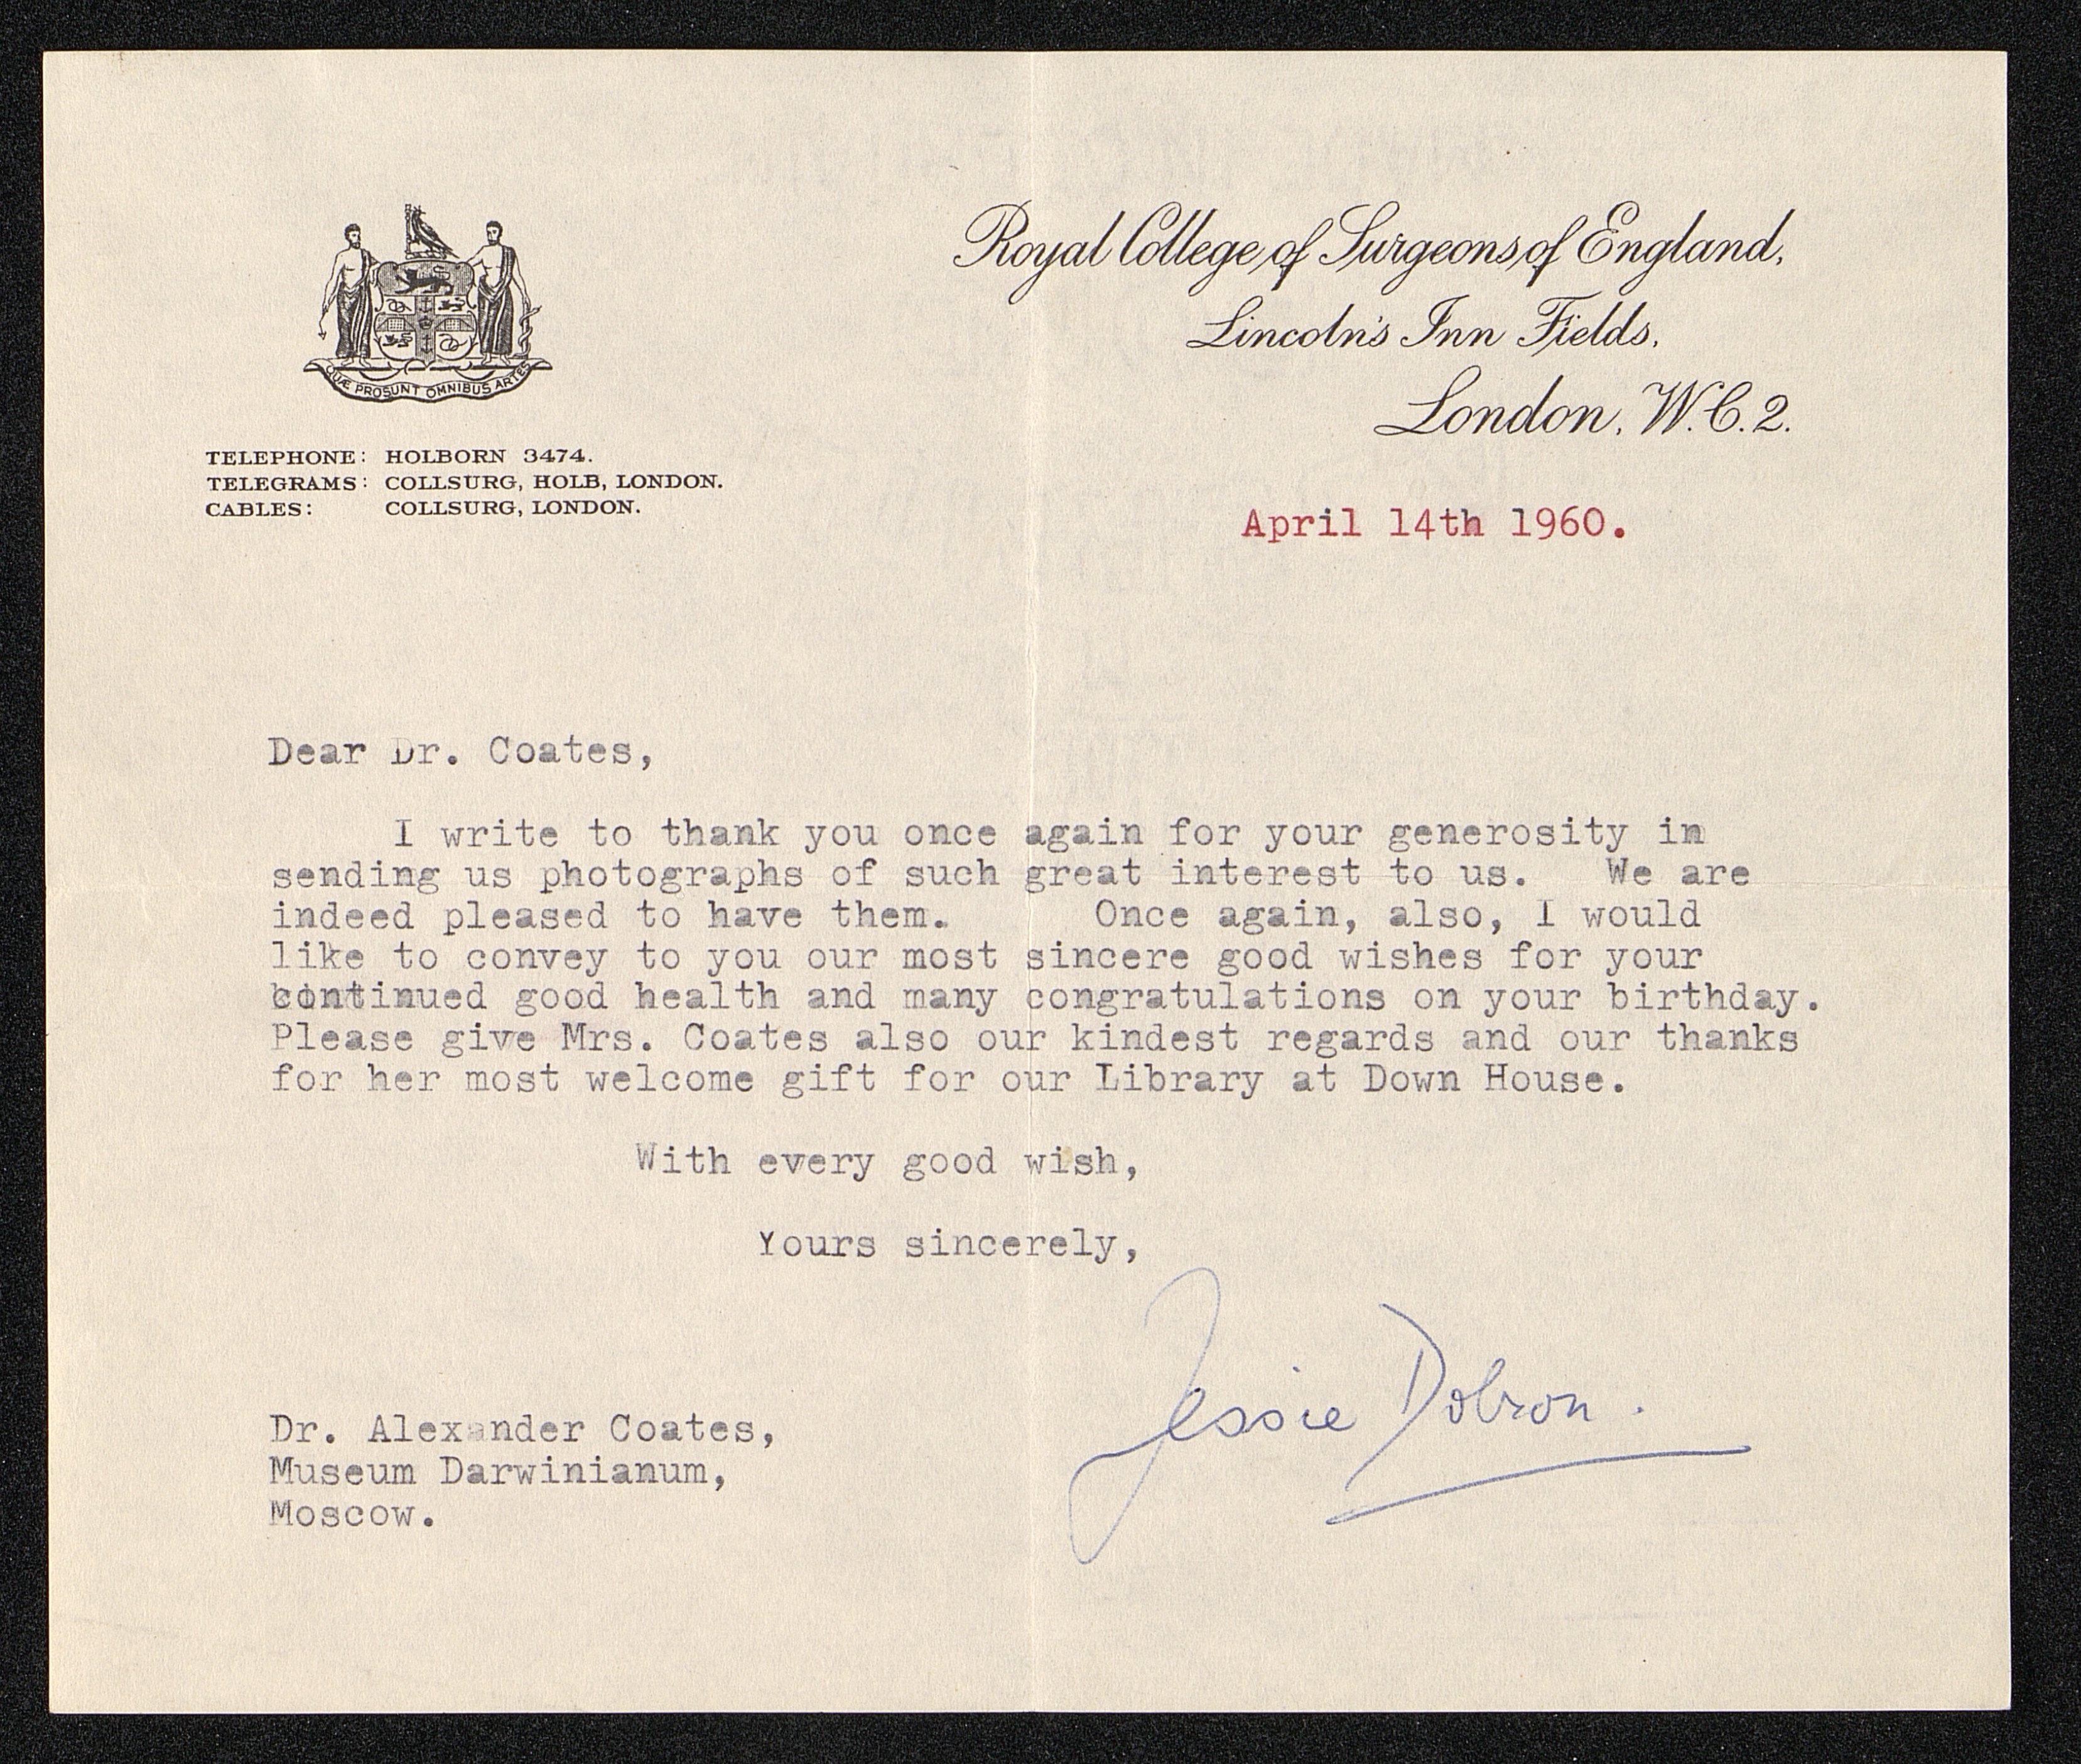 QUÆ PROSUNT OMNIBUS ARTES
Royal College of Surgeons of England,
Lincoln's Inn Fields,
London, W.C.2.
TELEPHONE: HOLBORN 3474.
TELEGRAMS: COLLSURG, HOLB, LONDON.
CABLES: COLLSURG, LONDON.
April 14th 1960.
Dear Dr. Coates,
I write to thank you once again for your generosity in
sending us photographs of such great interest to us. We are
indeed pleased to have them. Once again, also, I would
like to convey to you our most sincere good wishes for your
continued good health and many congratulations on your birthday.
Please give Mrs. Coates also our kindest regards and our thanks
for her most welcome gift for our Library at Down House.
With every good wish,
Yours sincerely,
Jessie Dobson.
Dr. Alexander Coates,
Museum Darwinianum,
Moscow.